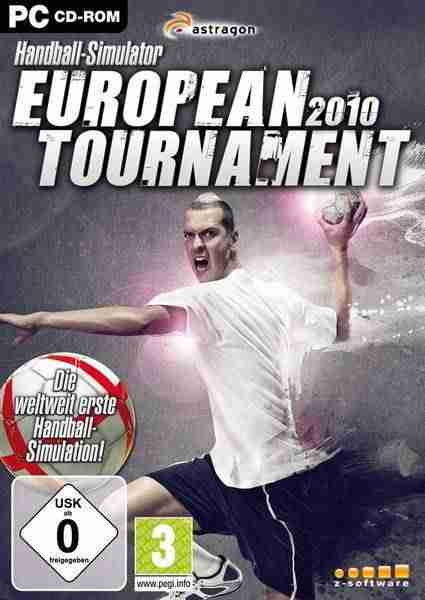 PC CD-ROM
astragon
Handball-Simulator
EUROPEAN 2010
TOURNAMENT
Die
weltweit erste
Handball-
Simulation!
USK
ab
0
freigegeben
3
www.pegi.info
z-software